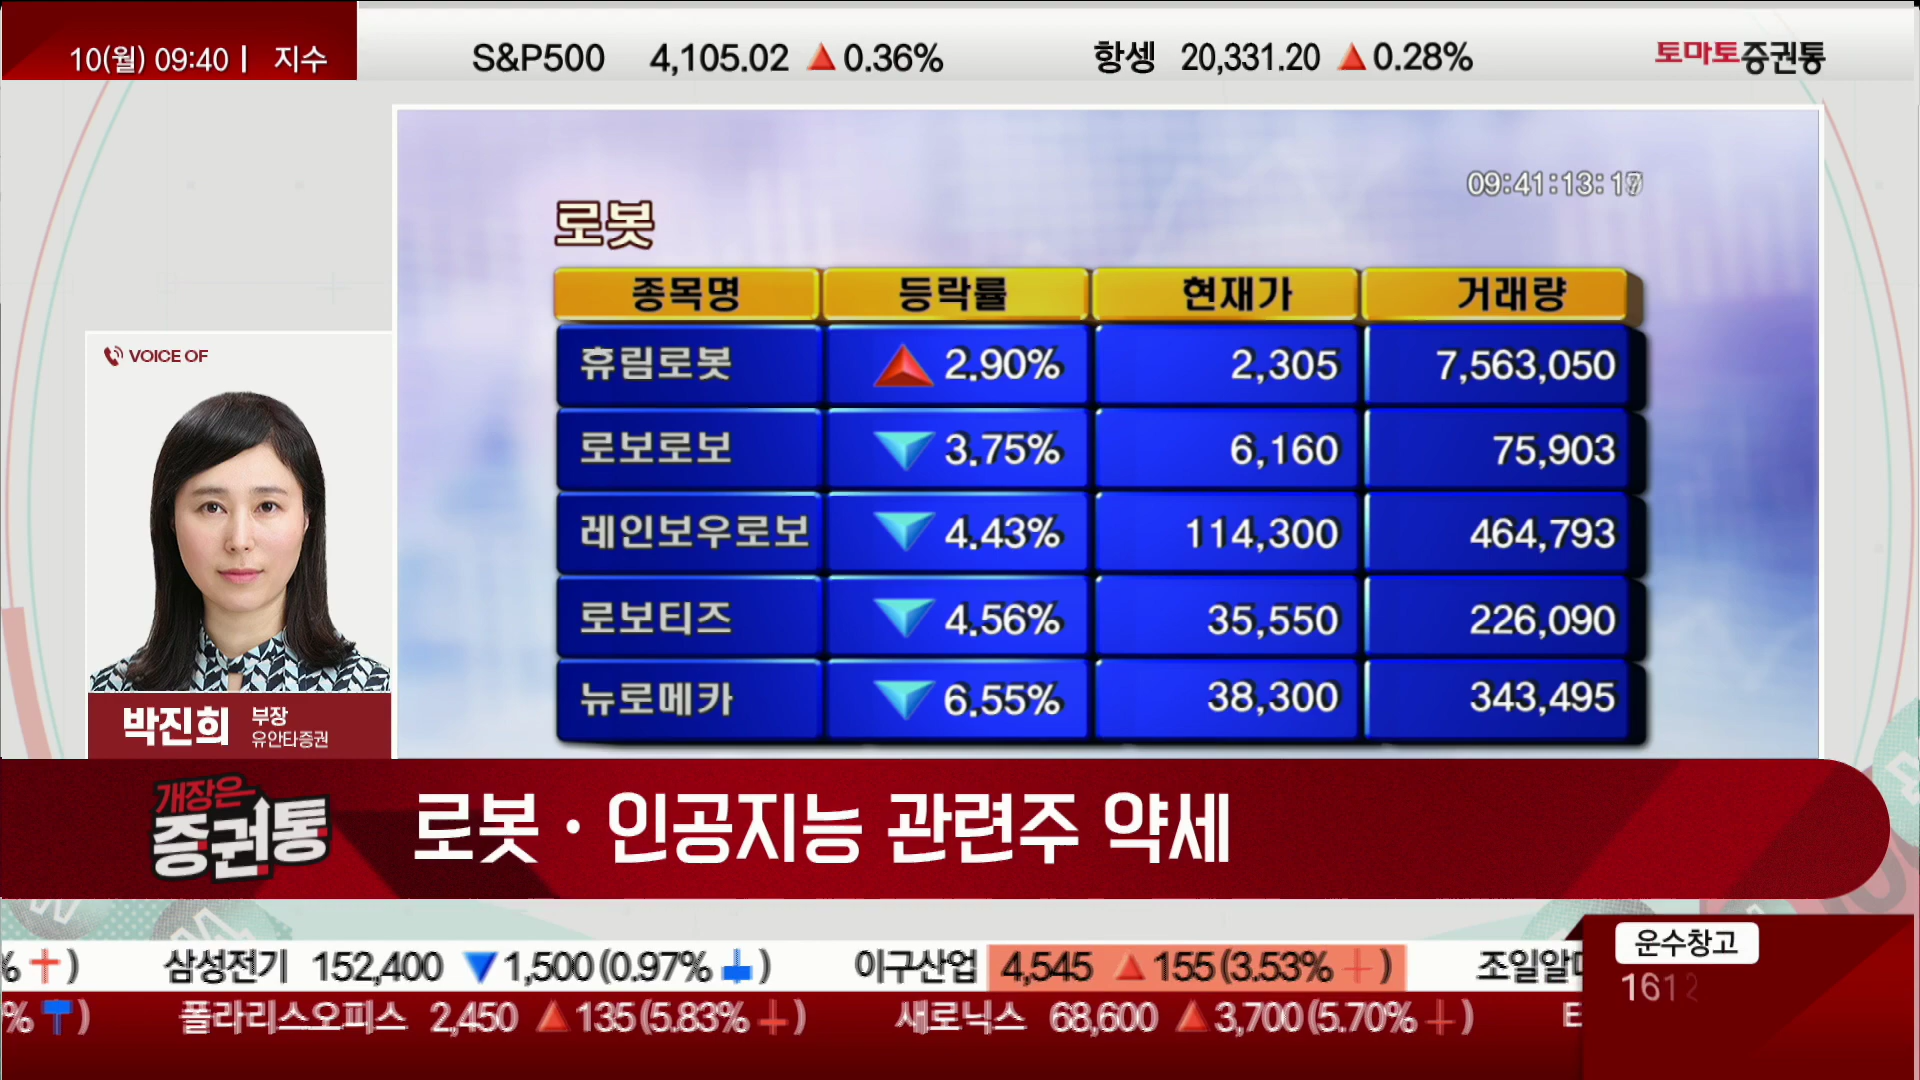 10(월) 09:40 | 지수
S&P500 4,105.02 ▲ 0.36% 항셍 20,331.20 ▲ 0.28%
토마토증권통
09:41:13:
로봇
종목명 등락률 현재가 거래량
휴림로봇 ▲ 2.90% 2,305 7,563,050
로보로보 ▼ 3.75% 6,160 75,903
레인보우로보 ▼ 4.43% 114,300 464,793
로보티즈 ▼ 4.56% 35,550 226,090
뉴로메카 ▼ 6.55% 38,300 343,495
VOICE OF
박진희 부장
유안타증권
개장은
증권통
로봇·인공지능 관련주 약세
% ) 삼성전기 152,400 ▼ 1,500 (0.97% ) 이구산업 4,545 ▲ 155 (3.53% ) 조일알
% ) 폴라리스오피스 2,450 ▲ 135 (5.83% ) 새로닉스 68,600 ▲ 3,700 (5.70% ) E
운수창고
1612